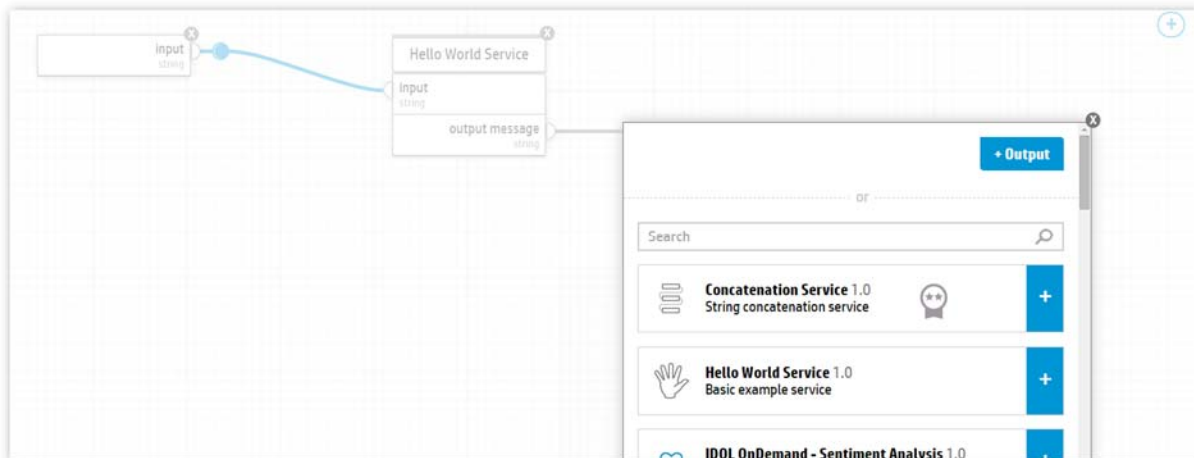 input
string
Hello World Service
input
string
output message
string
+ Output
or
Search
Concatenation Service 1.0
String concatenation service
Hello World Service 1.0
Basic example service
IDOL OnDemand - Sentiment Analysis 1.0